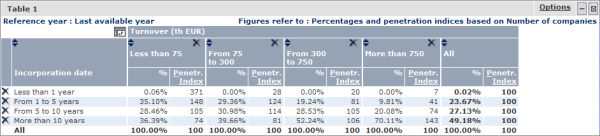 Table 1 Options
Reference year : Last available year Figures refer to : Percentages and penetration indices based on Number of companies
Turnover (th EUR)
Less than 75 From 75 to 300 From 300 to 750 More than 750 All
Incorporation date % Penetr. Index % Penetr. Index % Penetr. Index % Penetr. Index % Penetr. Index
Less than 1 year 0.06% 371 0.00% 28 0.00% 20 0.00% 7 0.02% 100
From 1 to 5 years 35.10% 148 29.36% 124 19.24% 81 9.81% 41 23.67% 100
From 5 to 10 years 28.46% 105 30.98% 114 28.53% 105 20.08% 74 27.13% 100
More than 10 years 36.39% 74 39.66% 81 52.24% 106 70.11% 143 49.18% 100
All 100.00% 100 100.00% 100 100.00% 100 100.00% 100 100.00% 100